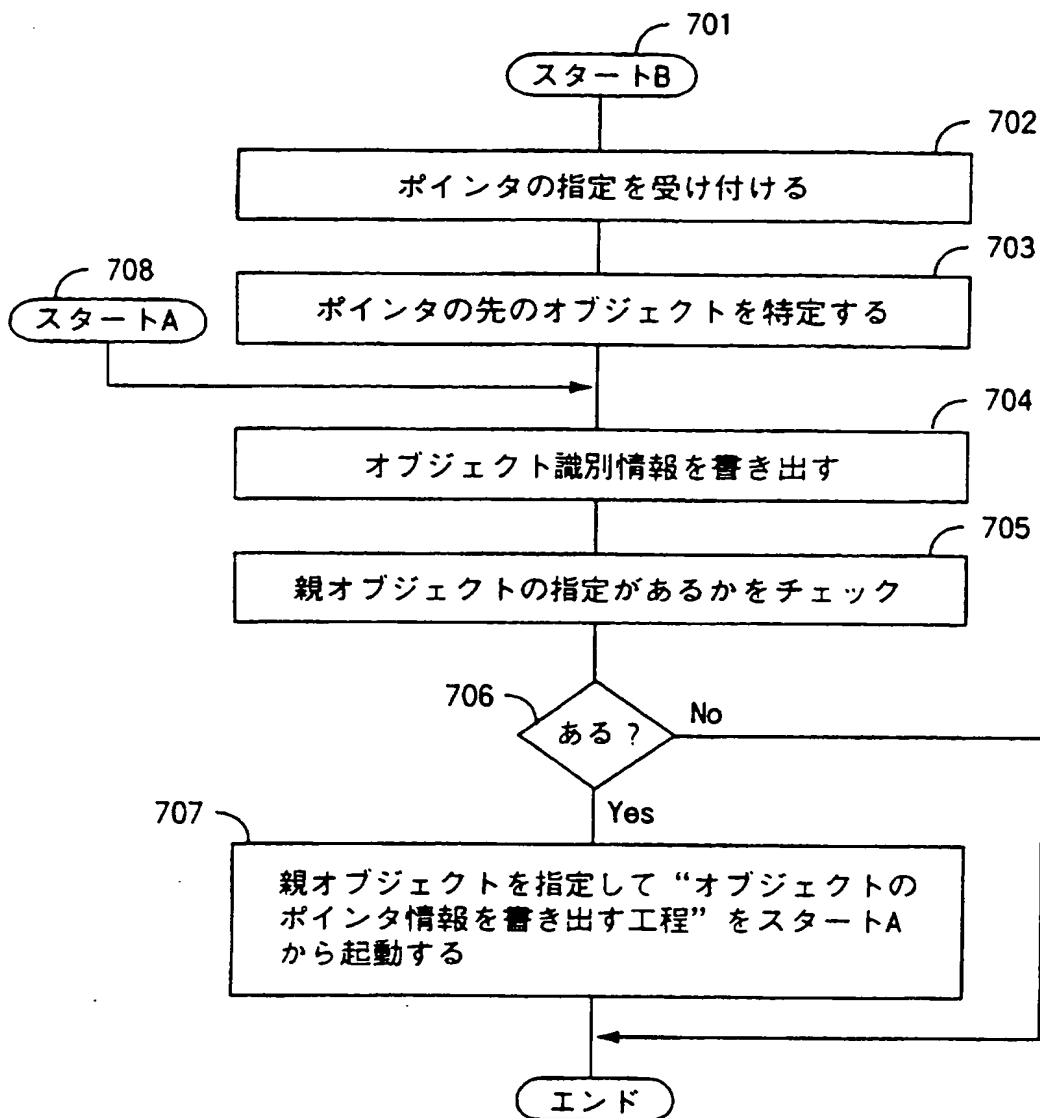 701
スタートB
702
ポインタの指定を受け付ける
703
ポインタの先のオブジェクトを特定する
708
スタートA
704
オブジェクト識別情報を書き出す
705
親オブジェクトの指定があるかをチェック
706
ある?
No
Yes
707
親オブジェクトを指定して“オブジェクトの
ポインタ情報を書き出す工程”をスタートA
から起動する
エンド